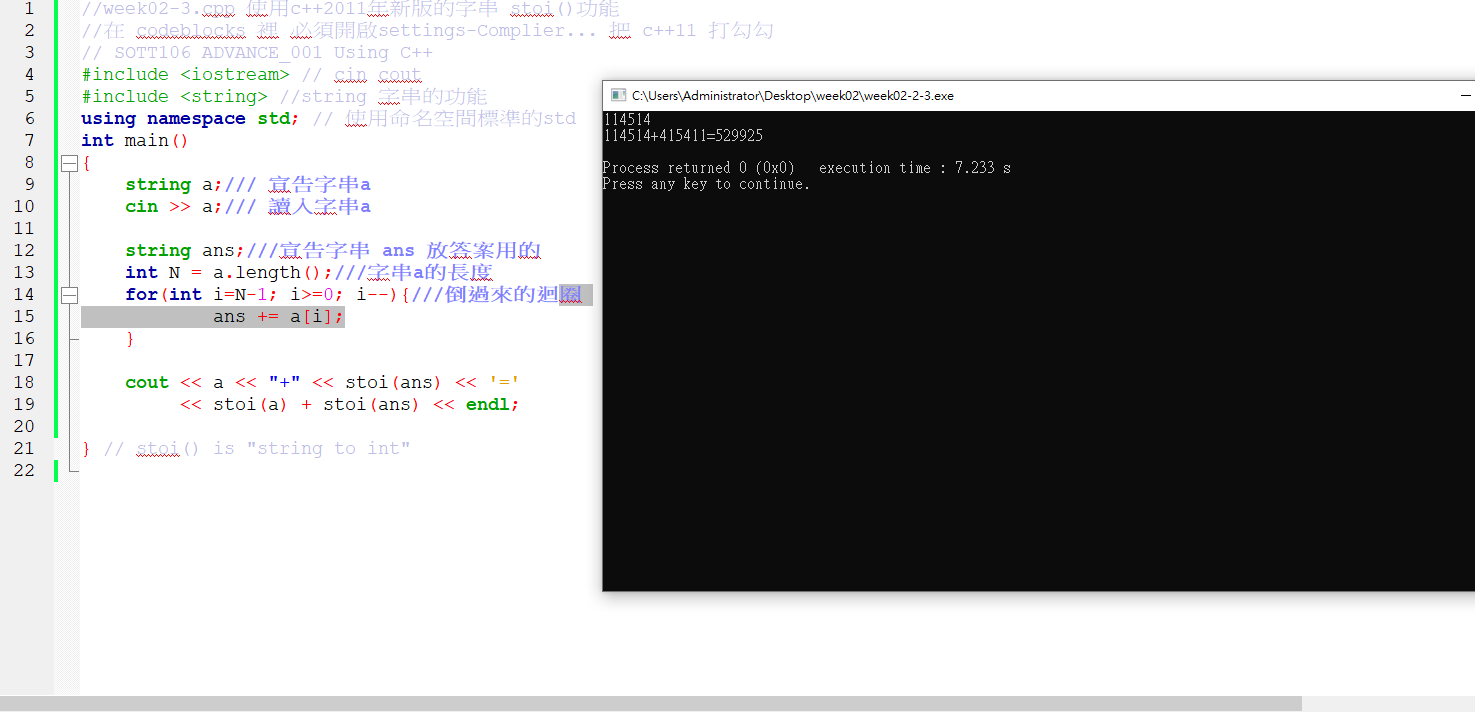 1 //week02-3.cpp 使用c++2011年新版的字串 stoi()功能
2 //在 codeblocks 裡 必須開啟settings-Complier... 把 c++11 打勾勾
3 // SOTT106 ADVANCE_001 Using C++
4 #include <iostream> // cin cout
5 #include <string> //string 字串的功能
6 using namespace std; // 使用命名空間標準的std
7 int main()
8 {
9 string a;/// 宣告字串a
10 cin >> a;/// 讀入字串a
11
12 string ans;///宣告字串 ans 放答案用的
13 int N = a.length();///字串a的長度
14 for(int i=N-1; i>=0; i--){///倒過來的迴圈
15 ans += a[i];
16 }
17
18 cout << a << "+" << stoi(ans) << '='
19 << stoi(a) + stoi(ans) << endl;
20
21 } // stoi() is "string to int"
22
C:\Users\Administrator\Desktop\week02\week02-2-3.exe
114514
114514+415411=529925
Process returned 0 (0x0) execution time : 7.233 s
Press any key to continue.